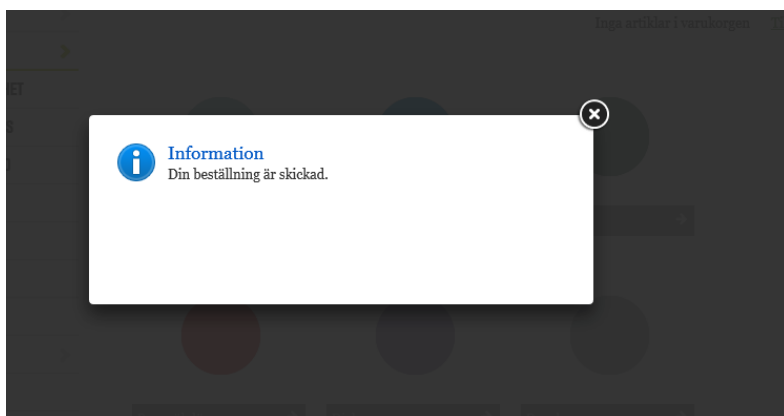 Inga artiklar i varukorgen
Information
Din beställning är skickad.